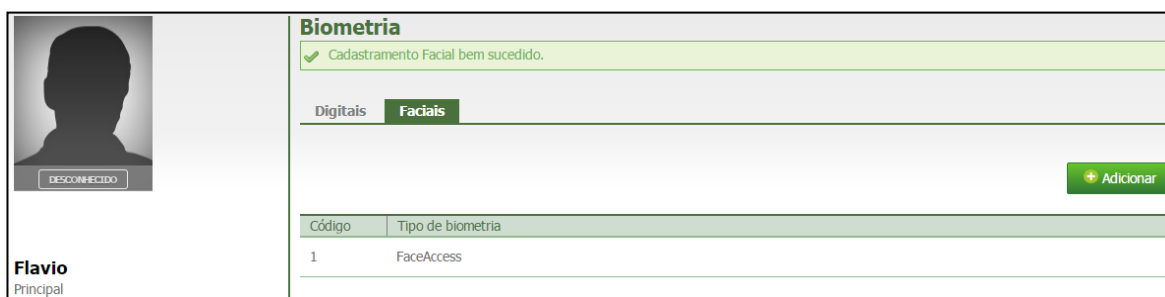 DESCONHECIDO
Flavio
Principal
Biometria
Cadastramento Facial bem sucedido.
Digitais Faciais
Adicionar
Código Tipo de biometria
1 FaceAccess